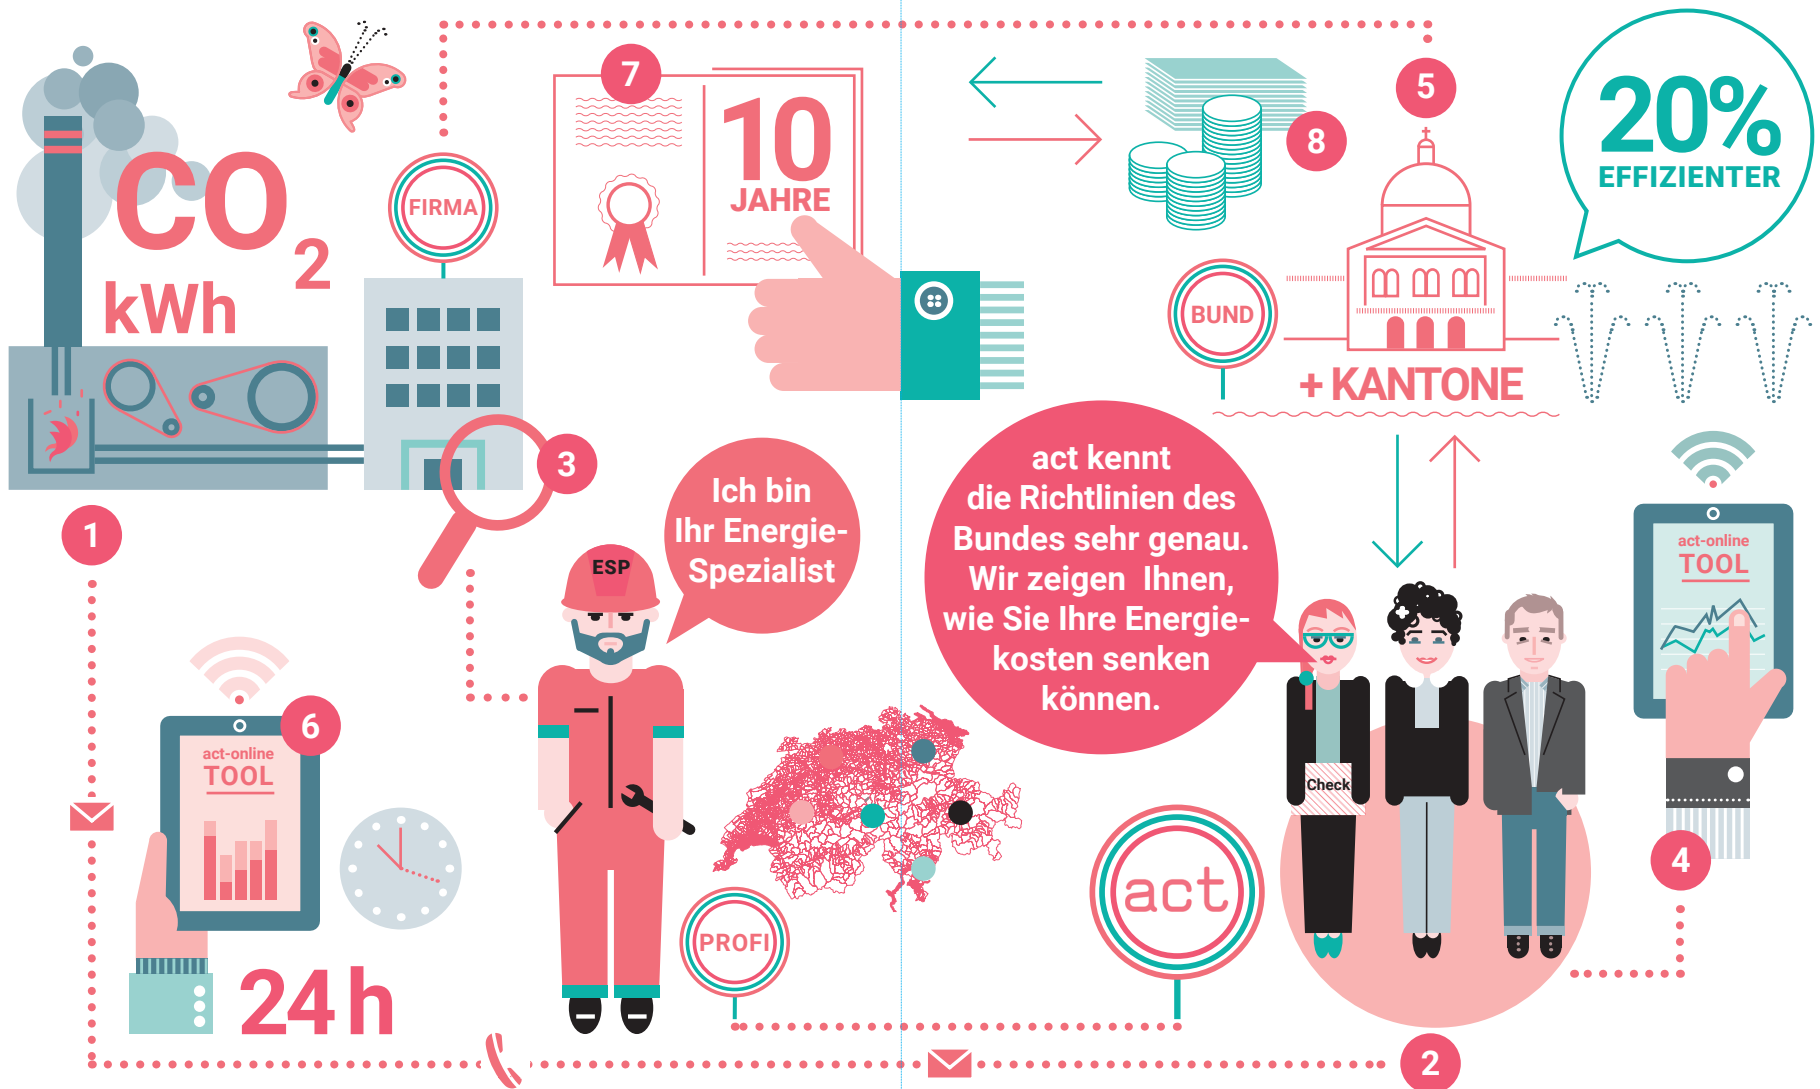 CO2
kWh
FIRMA
7
10
JAHRE
8
5
20%
EFFIZIENTER
BUND
+ KANTONE
3
1
Ich bin
Ihr Energie-
Spezialist
ESP
act kennt
die Richtlinien des
Bundes sehr genau.
Wir zeigen Ihnen,
wie Sie Ihre Energie-
kosten senken
können.
act-online
TOOL
6
act-online
TOOL
24 h
PROFI
act
Check
4
2